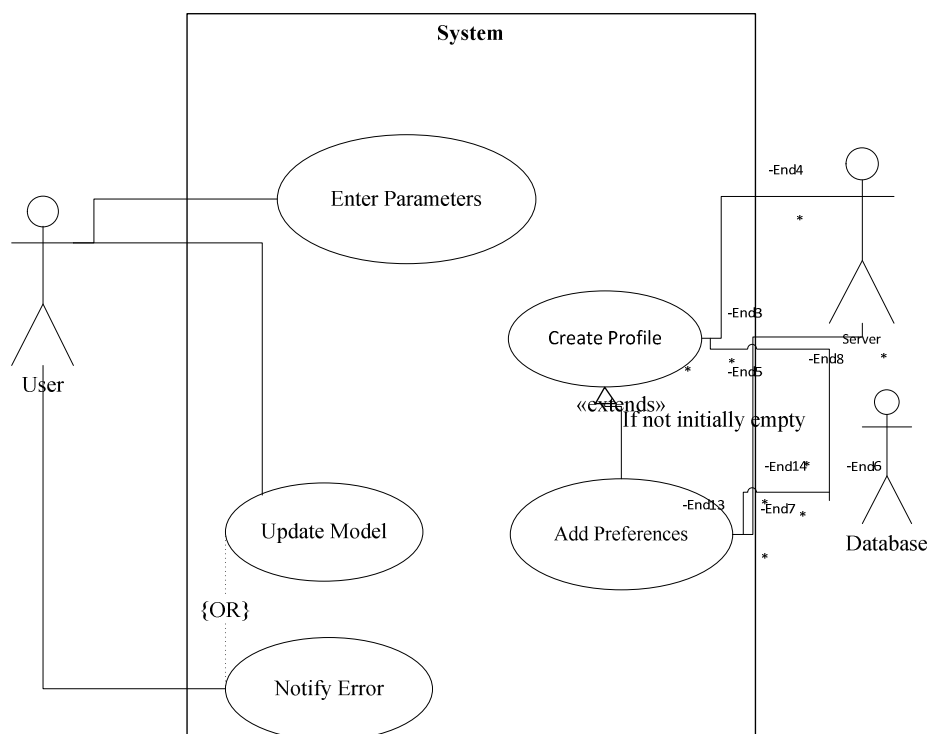 System
-End4
Enter Parameters
*
-End3
Create Profile
Server
*
-End8
*
-End5
*
User
«extends»
If not initially empty
-End14
*
-End6
-End13
*
-End7
*
Update Model
Add Preferences
Database
*
{OR}
Notify Error